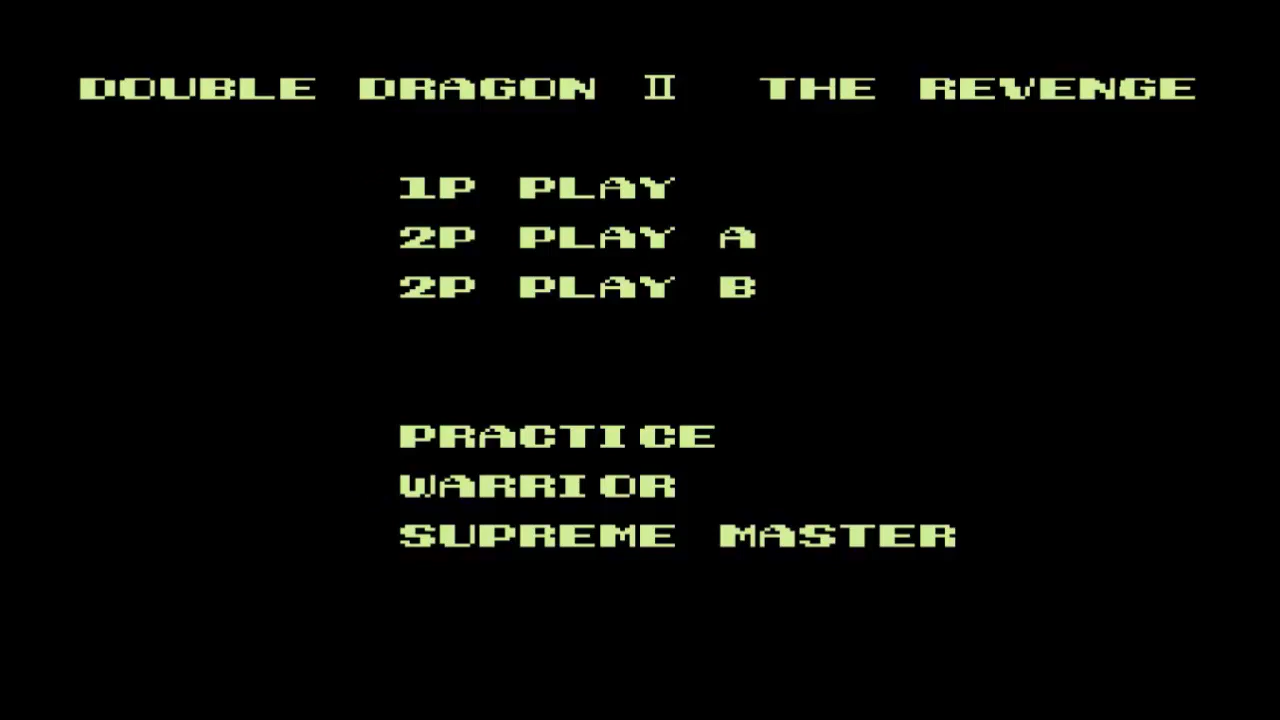 DOUBLE DRAGON II THE REVENGE
1P PLAY
2P PLAY A
2P PLAY B
PRACTICE
WARRIOR
SUPREME MASTER